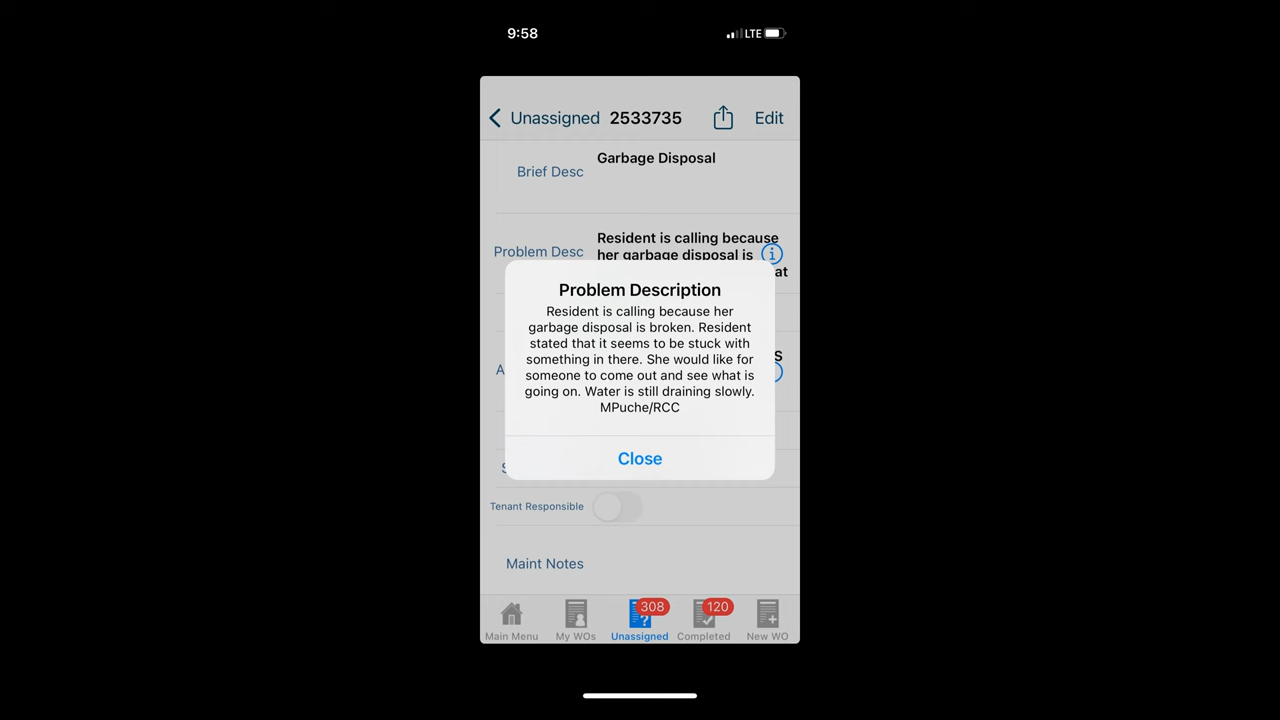 9:58
LTE
Unassigned 2533735 Edit
Garbage Disposal
Brief Desc
Resident is calling because
Problem Desc her garbage disposal is
at
Problem Description
Resident is calling because her
garbage disposal is broken. Resident
stated that it seems to be stuck with
something in there. She would like for
someone to come out and see what is
going on. Water is still draining slowly.
MPuche/RCC
Close
Tenant Responsible
Maint Notes
308 120
Main Menu My WOs Unassigned Completed New WO